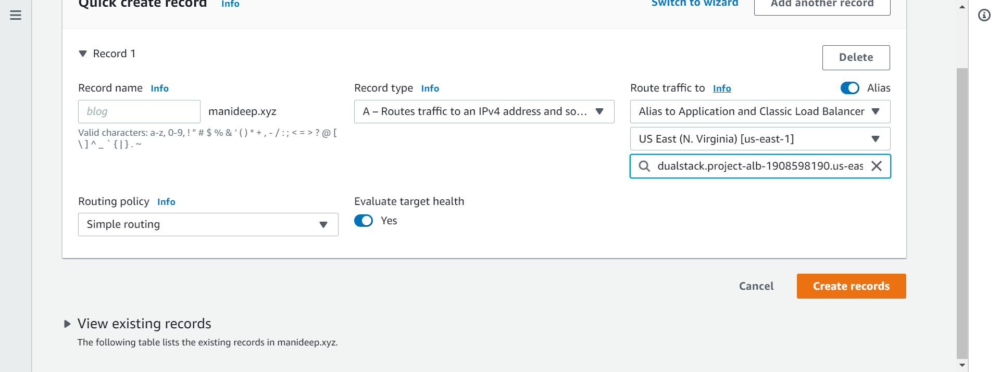 Quick create record Info Switch to wizard Add another record
Record 1
Delete
Record name Info
blog manideep.xyz
Valid characters: a-z, 0-9, ! " # $ % & ' ( ) * + , - / : ; < = > ? @ [
\ ] ^ _ ` { | } . ~
Record type Info
A – Routes traffic to an IPv4 address and so...
Route traffic to Info Alias
Alias to Application and Classic Load Balancer
US East (N. Virginia) [us-east-1]
dualstack.project-alb-1908598190.us-eas
Routing policy Info
Simple routing
Evaluate target health
Yes
Cancel Create records
View existing records
The following table lists the existing records in manideep.xyz.